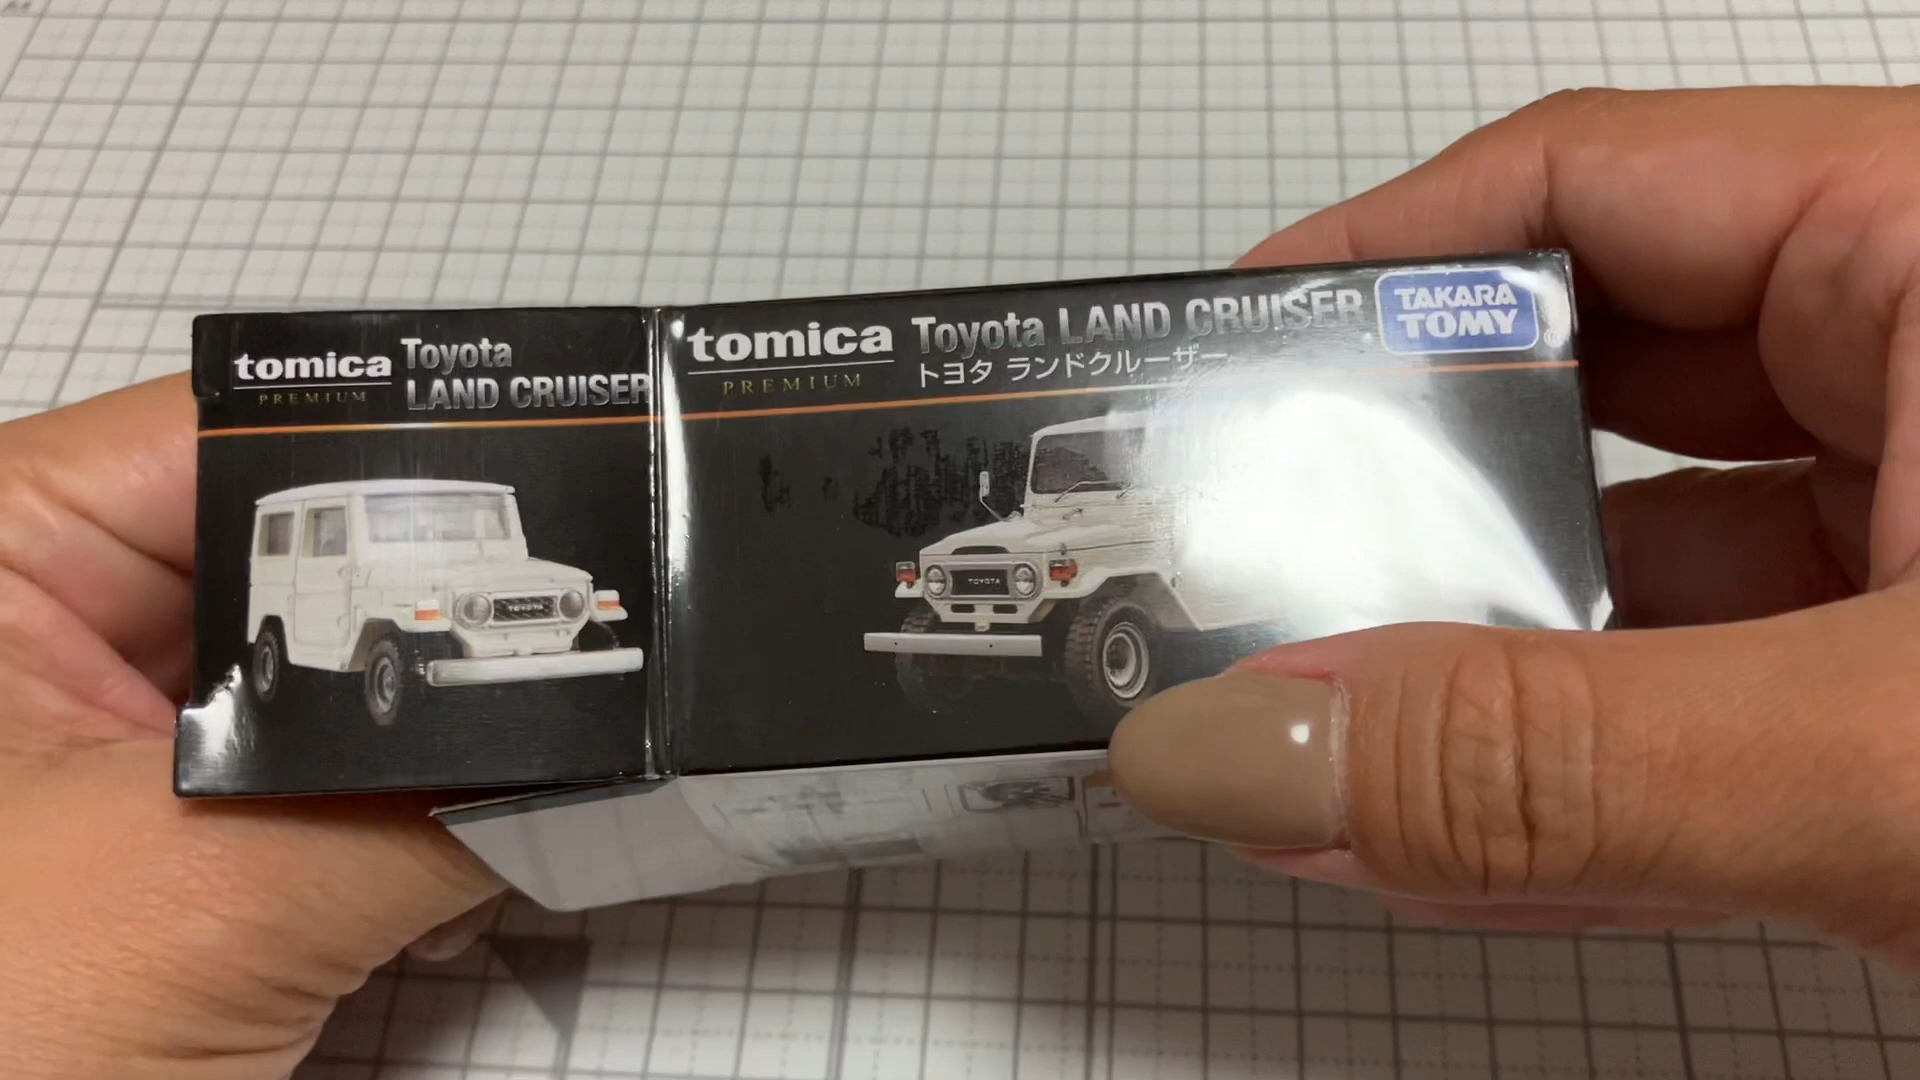 tomica
PREMIUM
Toyota
LAND CRUISER
TOYOTA
tomica
PREMIUM
Toyota LAND CRUISER
トヨタ ランドクルーザー
TAKARA
TOMY
TOYOTA